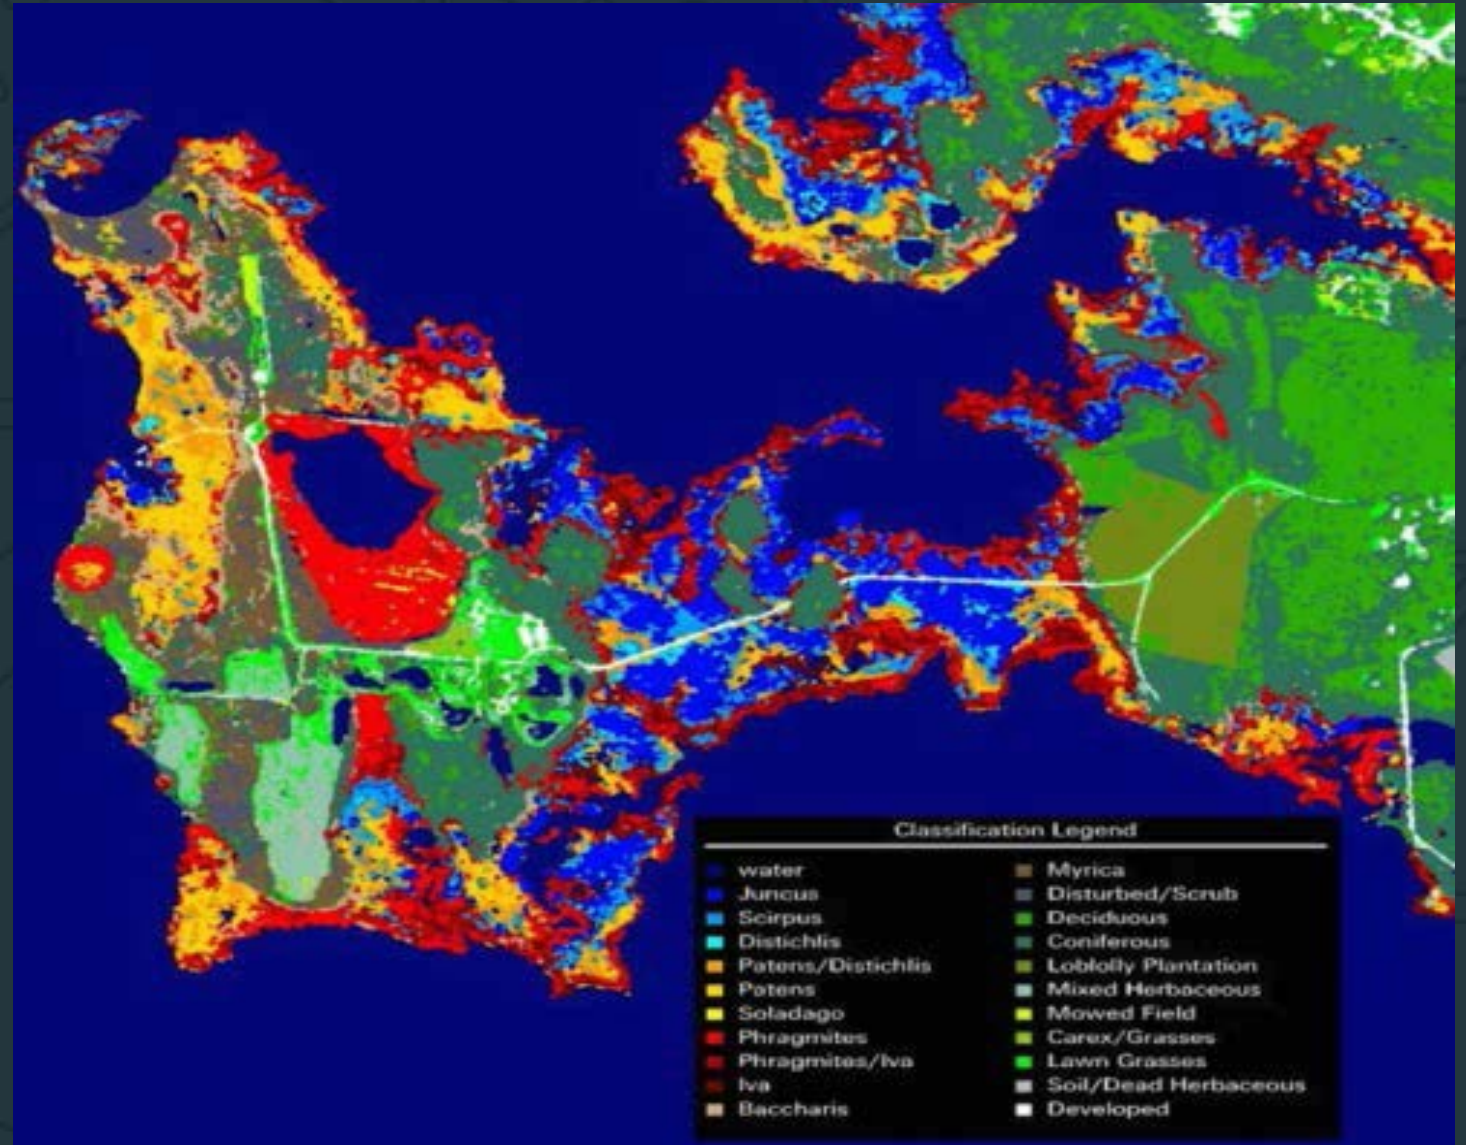 Classification Legend
water
Juncus
Scirpus
Distichlis
Patens/Distichlis
Patens
Soladago
Phragmites
Phragmites/Iva
Iva
Baccharis
Myrica
Disturbed/Scrub
Deciduous
Coniferous
Loblolly Plantation
Mixed Herbaceous
Mowed Field
Carex/Grasses
Lawn Grasses
Soil/Dead Herbaceous
Developed